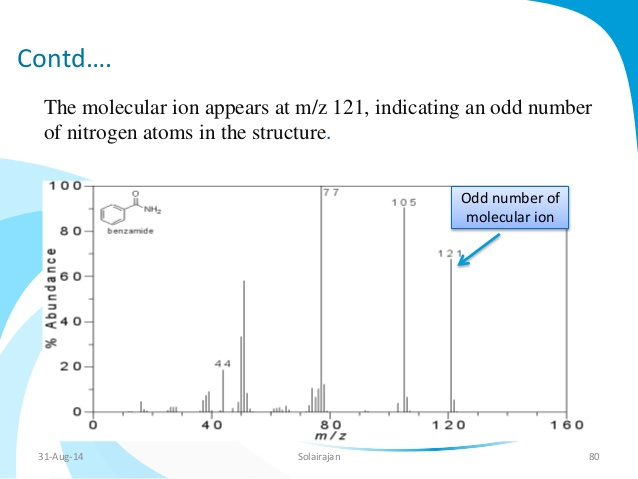 Contd….
The molecular ion appears at m/z 121, indicating an odd number
of nitrogen atoms in the structure.
100
77
O
NH₂
benzamide
105
Odd number of
molecular ion
80
121
60
% Abundance
40
44
20
0
0 40 80 120 160
m/z
31-Aug-14 Solairajan 80